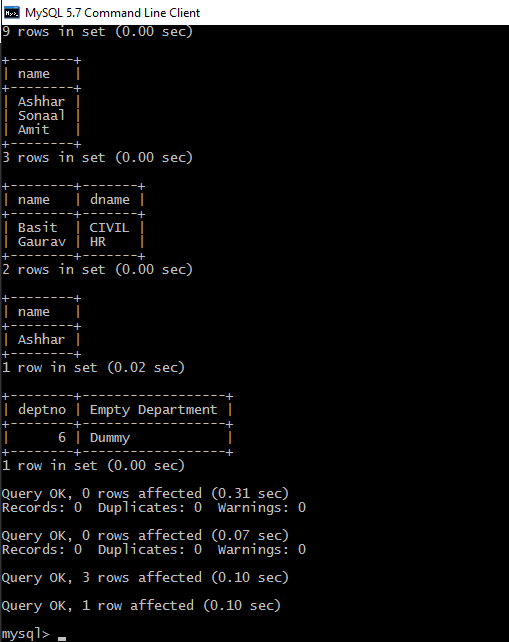 MySQL 5.7 Command Line Client
9 rows in set (0.00 sec)
+--------+
| name   |
+--------+
| Ashhar |
| Sonaal |
| Amit   |
+--------+
3 rows in set (0.00 sec)
+--------+-------+
| name   | dname |
+--------+-------+
| Basit  | CIVIL |
| Gaurav | HR    |
+--------+-------+
2 rows in set (0.00 sec)
+--------+
| name   |
+--------+
| Ashhar |
+--------+
1 row in set (0.02 sec)
+--------+------------------+
| deptno | Empty Department |
+--------+------------------+
|      6 | Dummy            |
+--------+------------------+
1 row in set (0.00 sec)
Query OK, 0 rows affected (0.31 sec)
Records: 0  Duplicates: 0  Warnings: 0
Query OK, 0 rows affected (0.07 sec)
Records: 0  Duplicates: 0  Warnings: 0
Query OK, 3 rows affected (0.10 sec)
Query OK, 1 row affected (0.10 sec)
mysql> _